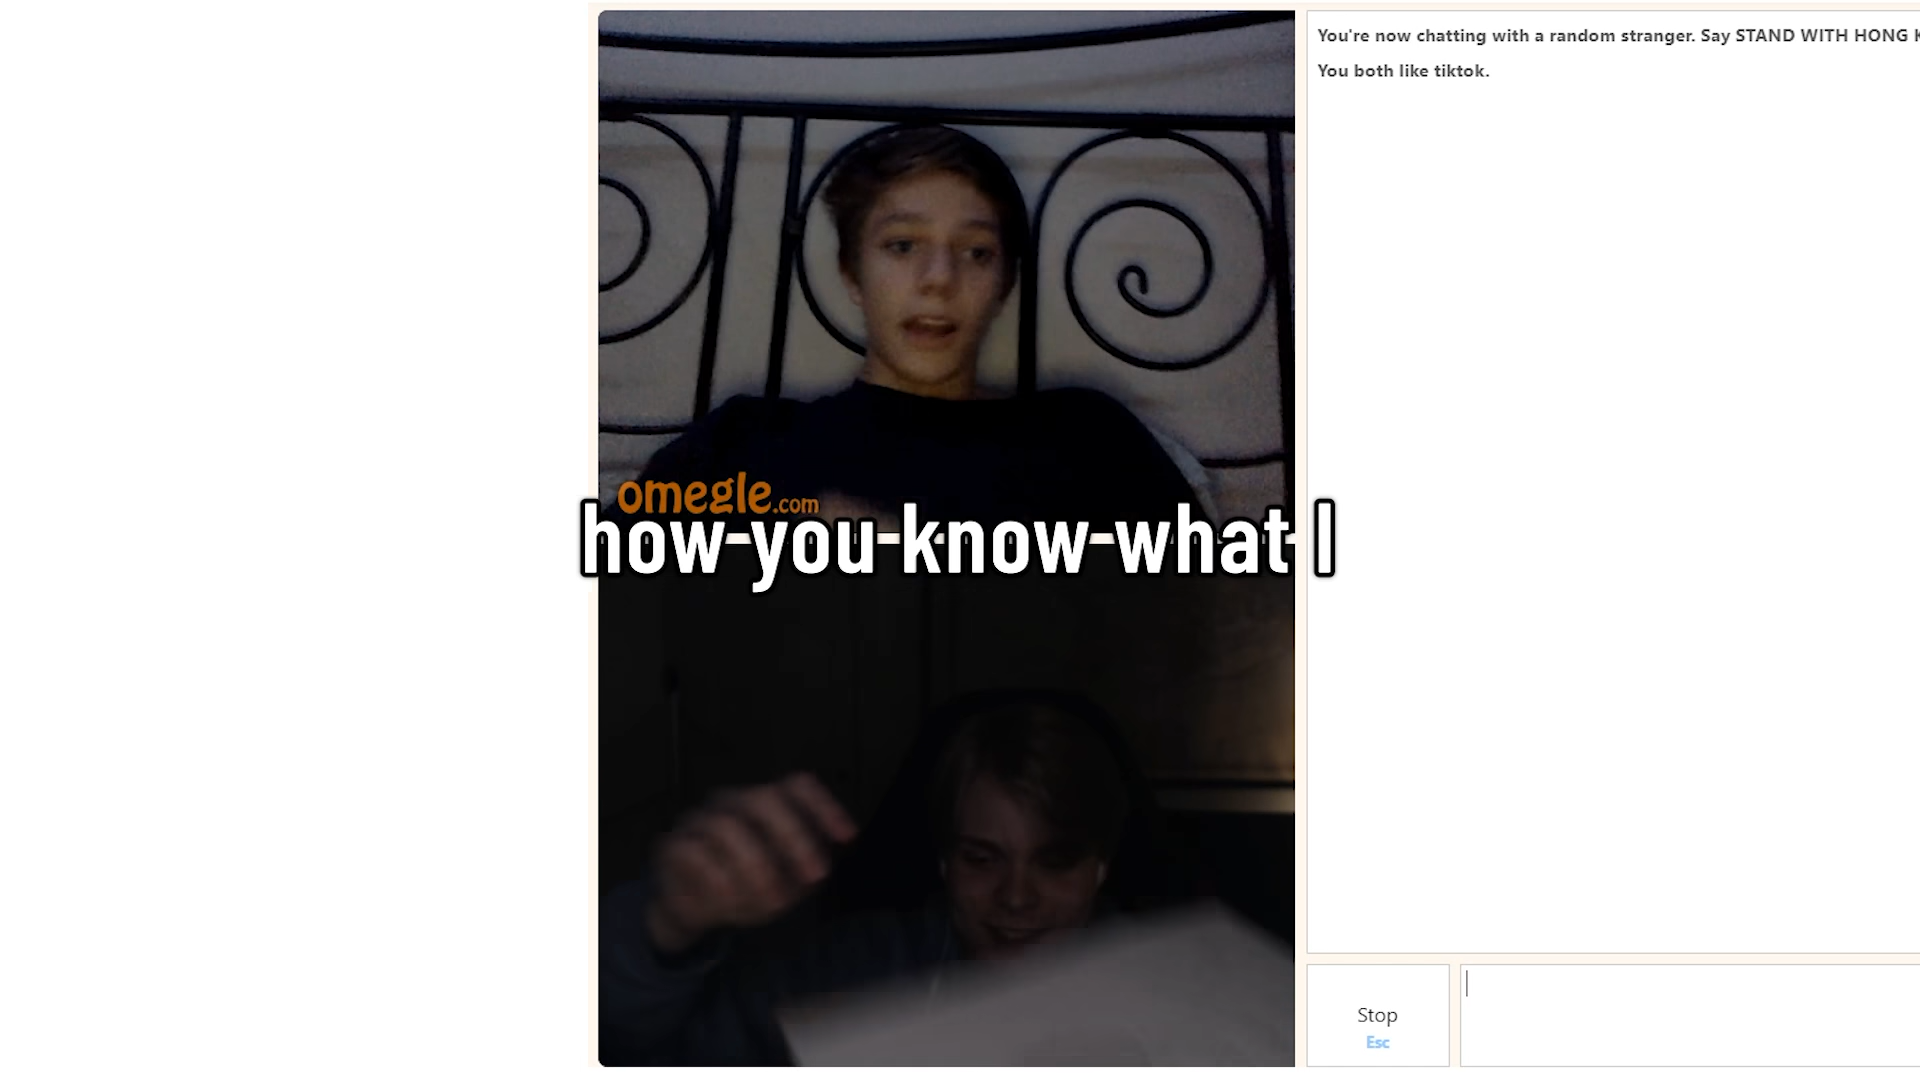 You're now chatting with a random stranger. Say STAND WITH HONG
You both like tiktok.
omegle.com
how you know what I
Stop
Esc